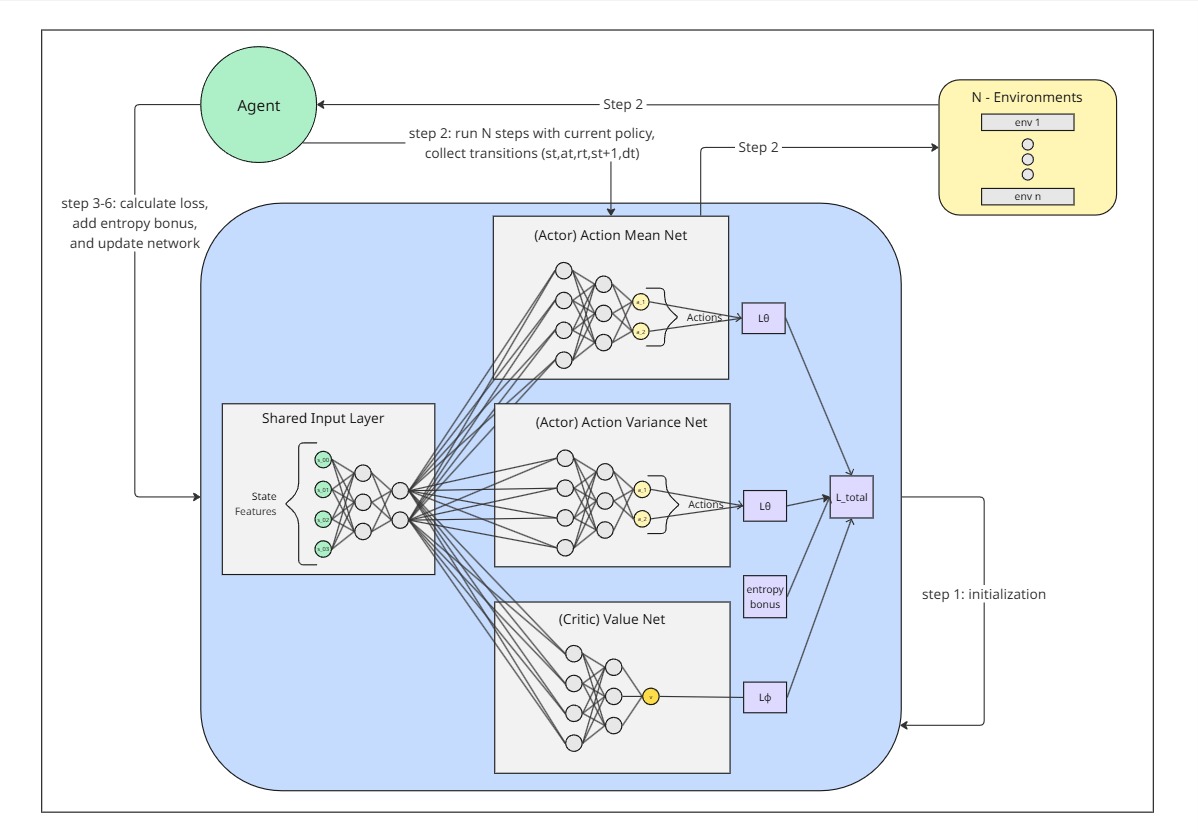 Agent
Step 2
N - Environments
env 1
env n
step 2: run N steps with current policy,
collect transitions (st,at,rt,st+1,dt)
Step 2
step 3-6: calculate loss,
add entropy bonus,
and update network
(Actor) Action Mean Net
a_1
a_2
Actions
Lθ
Shared Input Layer
s_00
s_01
s_02
s_03
State
Features
(Actor) Action Variance Net
a_1
a_2
Actions
Lθ
L_total
entropy
bonus
step 1: initialization
(Critic) Value Net
v
Lϕ